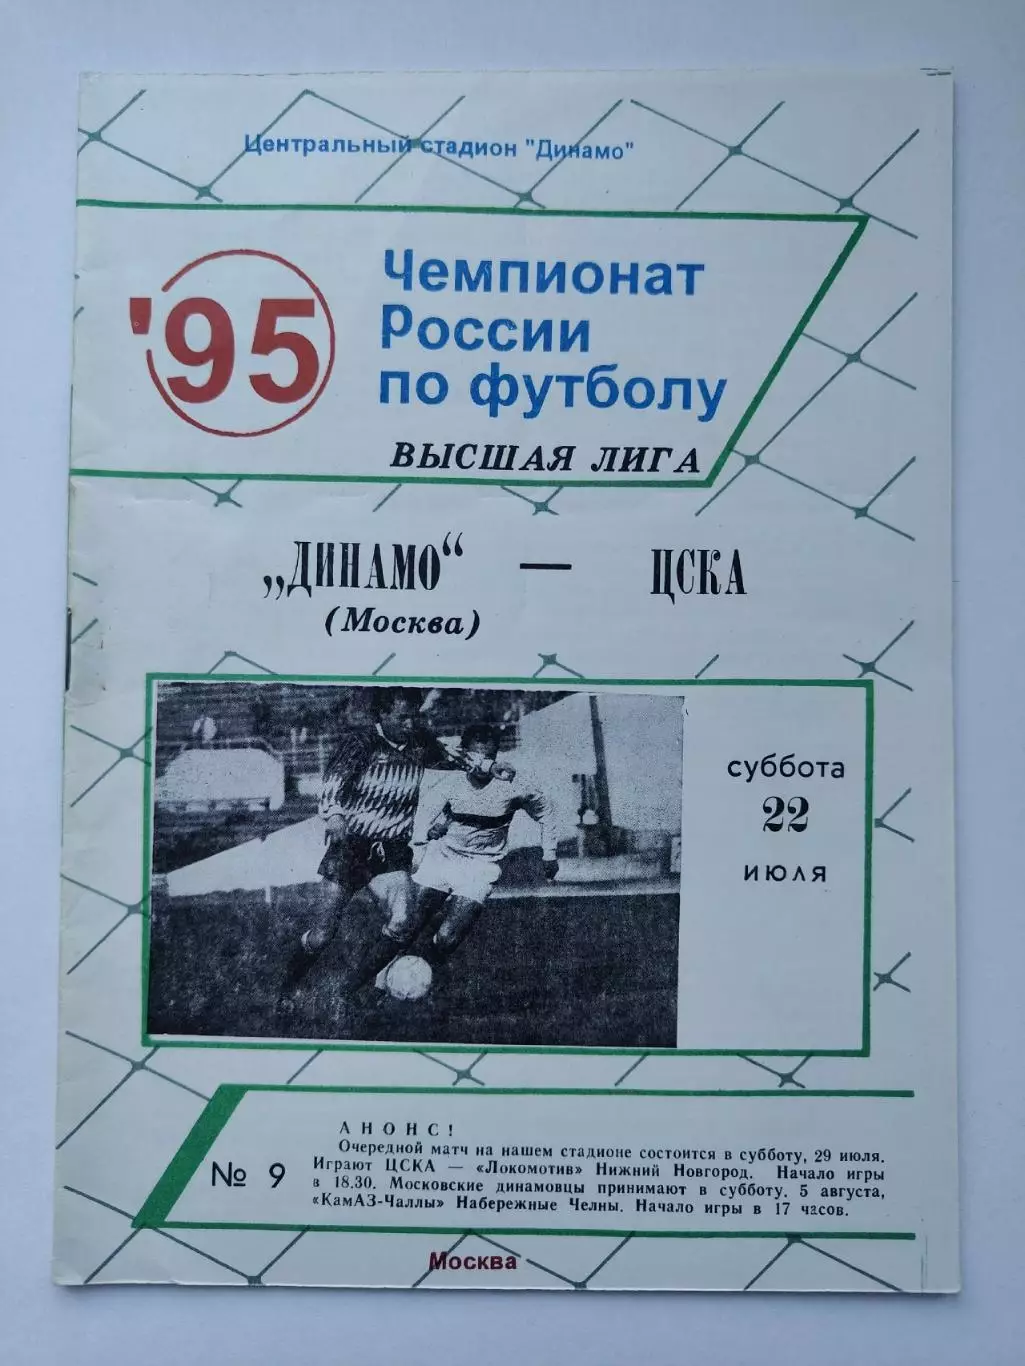 Центральный стадион "Динамо"
'95
Чемпионат
России
по футболу
ВЫСШАЯ ЛИГА
„ДИНАМО“ — ЦСКА
(Москва)
суббота
22
июля
АНОНС!
Очередной матч на нашем стадионе состоится в субботу, 29 июля.
Играют ЦСКА — «Локомотив» Нижний Новгород. Начало игры
в 18.30. Московские динамовцы принимают в субботу, 5 августа,
«КамАЗ-Чаллы» Набережные Челны. Начало игры в 17 часов.
№ 9
Москва